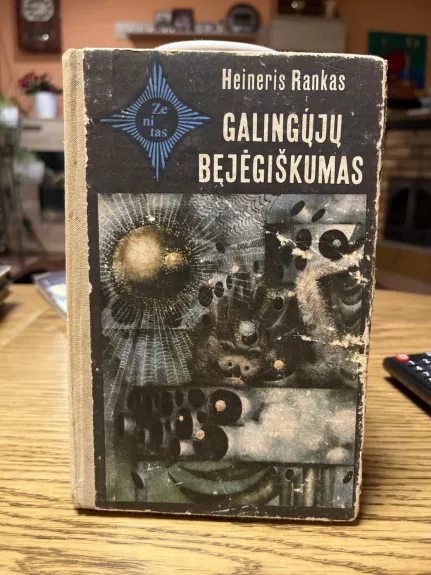 Heineris Rankas
Ze
ni
tas
GALINGŲJŲ
BEJĖGIŠKUMAS